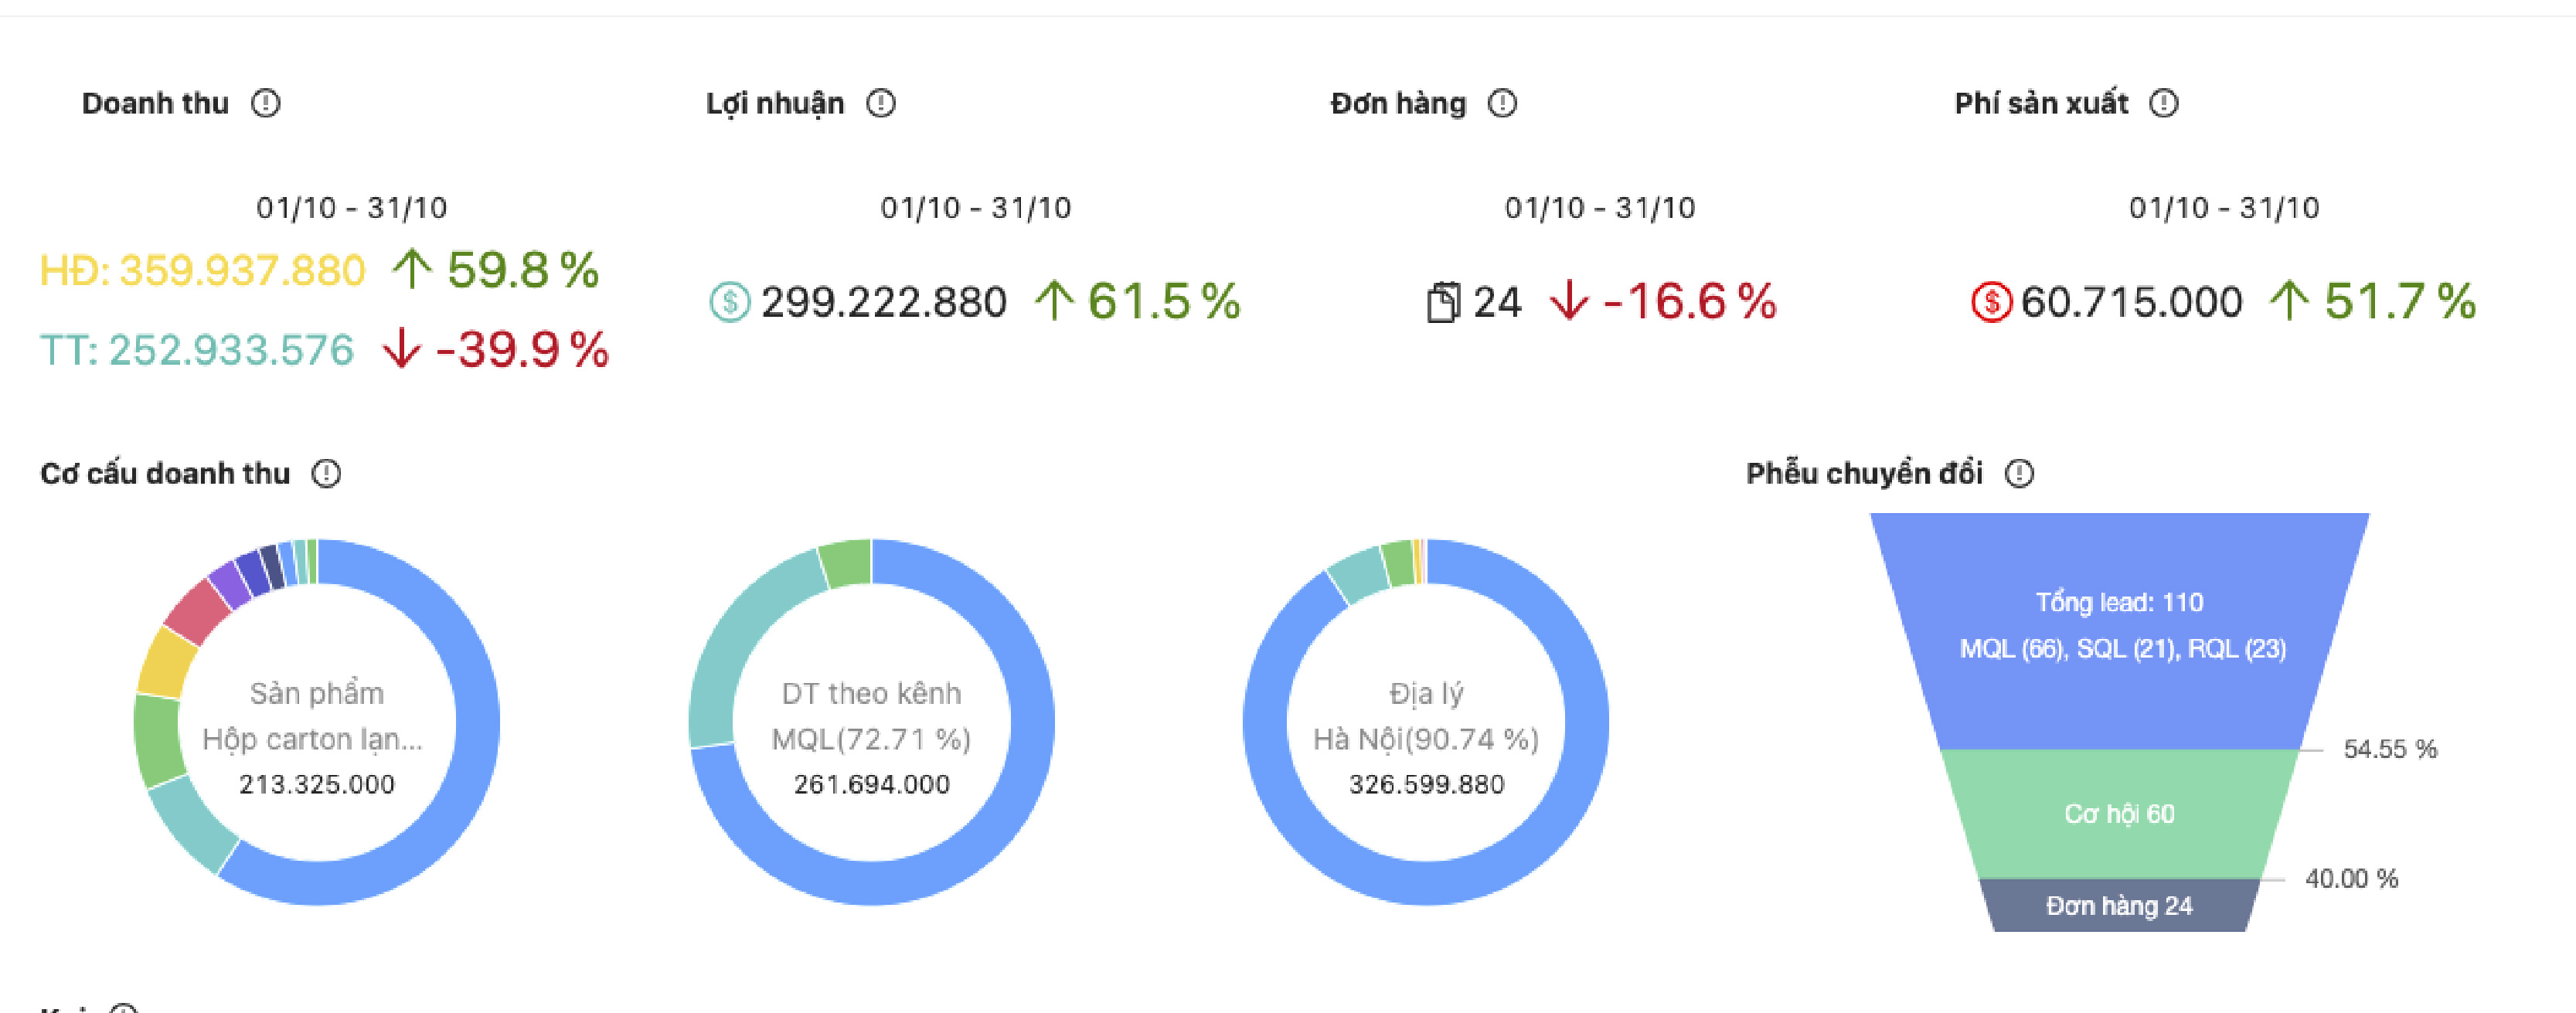 Doanh thu
01/10 - 31/10
HĐ: 359.937.880 ↑ 59.8 %
TT: 252.933.576 ↓ -39.9 %
Lợi nhuận
01/10 - 31/10
299.222.880 ↑ 61.5 %
Đơn hàng
01/10 - 31/10
24 ↓ -16.6 %
Phí sản xuất
01/10 - 31/10
60.715.000 ↑ 51.7 %
Cơ cấu doanh thu
Sản phẩm
Hộp carton lạn...
213.325.000
DT theo kênh
MQL(72.71 %)
261.694.000
Địa lý
Hà Nội(90.74 %)
326.599.880
Phễu chuyển đổi
Tổng lead: 110
MQL (66), SQL (21), RQL (23)
54.55 %
Cơ hội 60
40.00 %
Đơn hàng 24